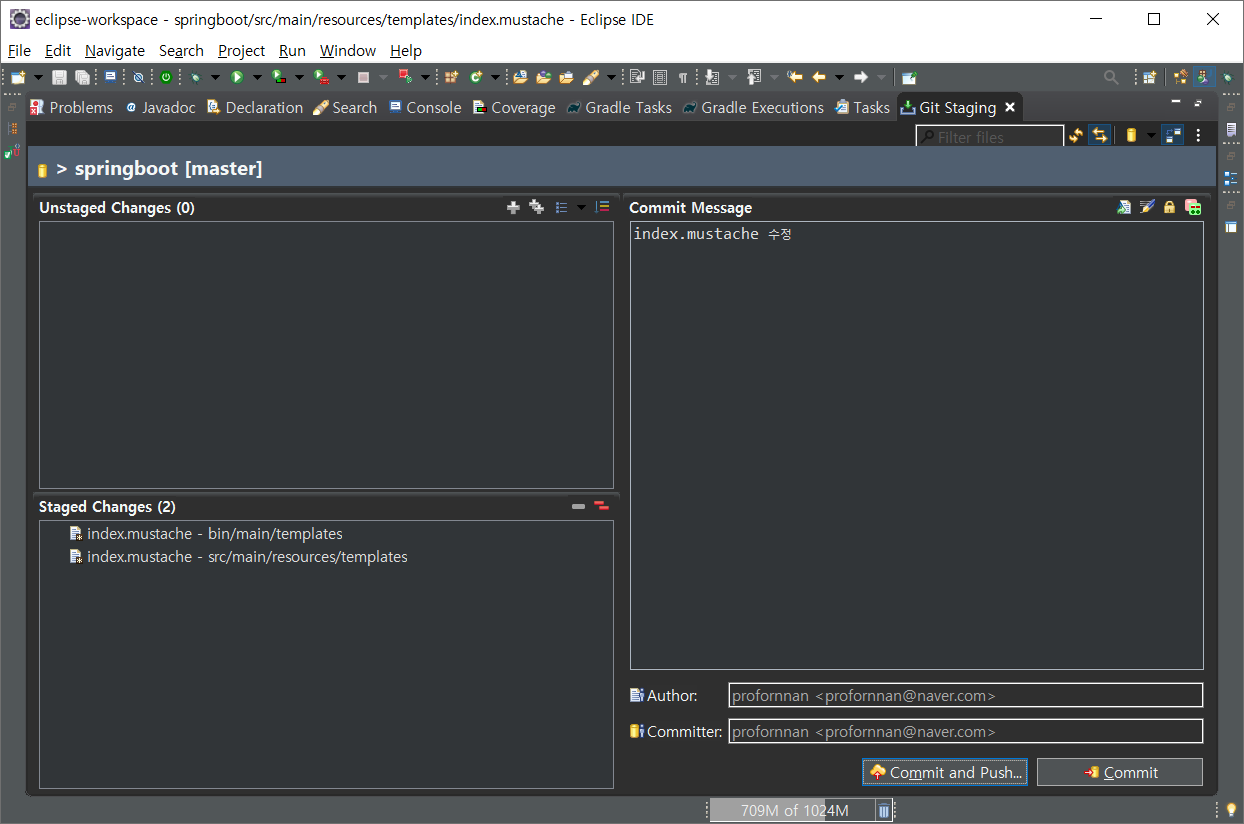 eclipse-workspace - springboot/src/main/resources/templates/index.mustache - Eclipse IDE
File Edit Navigate Search Project Run Window Help
Problems Javadoc Declaration Search Console Coverage Gradle Tasks Gradle Executions Tasks Git Staging
Filter files
> springboot [master]
Unstaged Changes (0)
Commit Message
index.mustache 수정
Staged Changes (2)
index.mustache - bin/main/templates
index.mustache - src/main/resources/templates
Author: profornnan <profornnan@naver.com>
Committer: profornnan <profornnan@naver.com>
Commit and Push... Commit
709M of 1024M